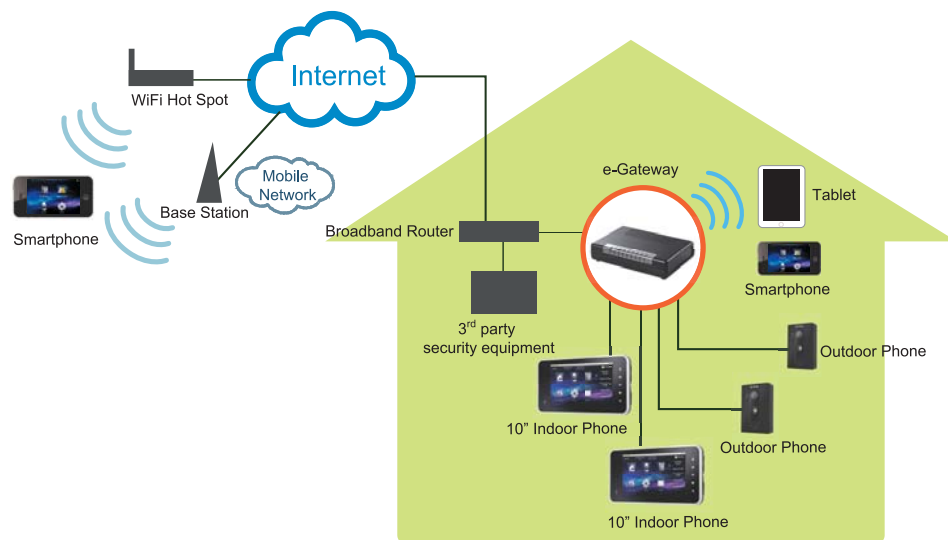 Internet
WiFi Hot Spot
Mobile
Network
Base Station
Smartphone
e-Gateway
Tablet
Broadband Router
Smartphone
3rd party
security equipment
Outdoor Phone
10” Indoor Phone
Outdoor Phone
10” Indoor Phone